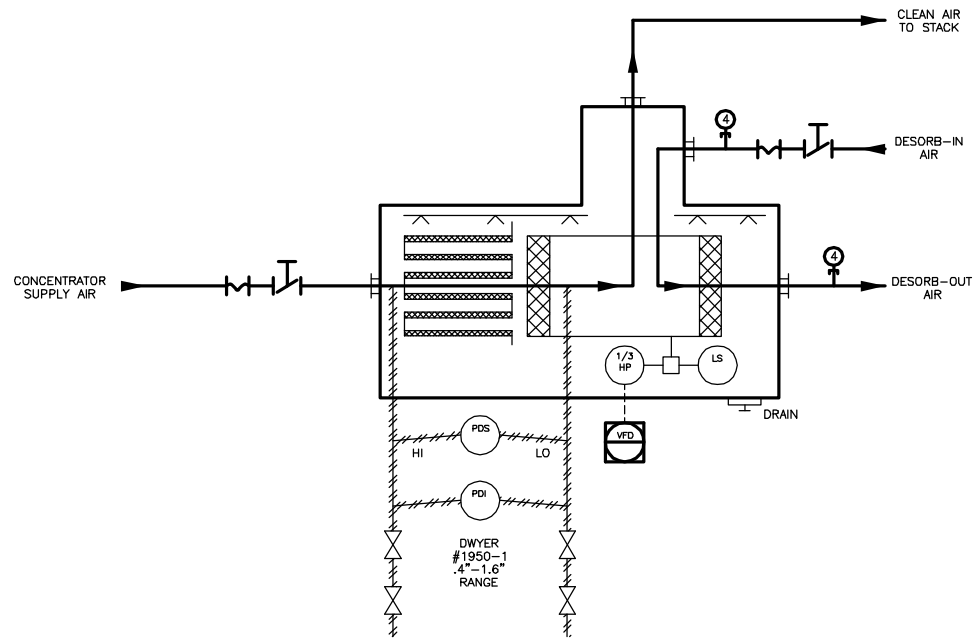 CLEAN AIR
TO STACK
4
DESORB-IN
AIR
CONCENTRATOR
SUPPLY AIR
4
DESORB-OUT
AIR
1/3
HP
LS
DRAIN
VFD
PDS
HI
LO
PDI
DWYER
#1950-1
.4"-1.6"
RANGE